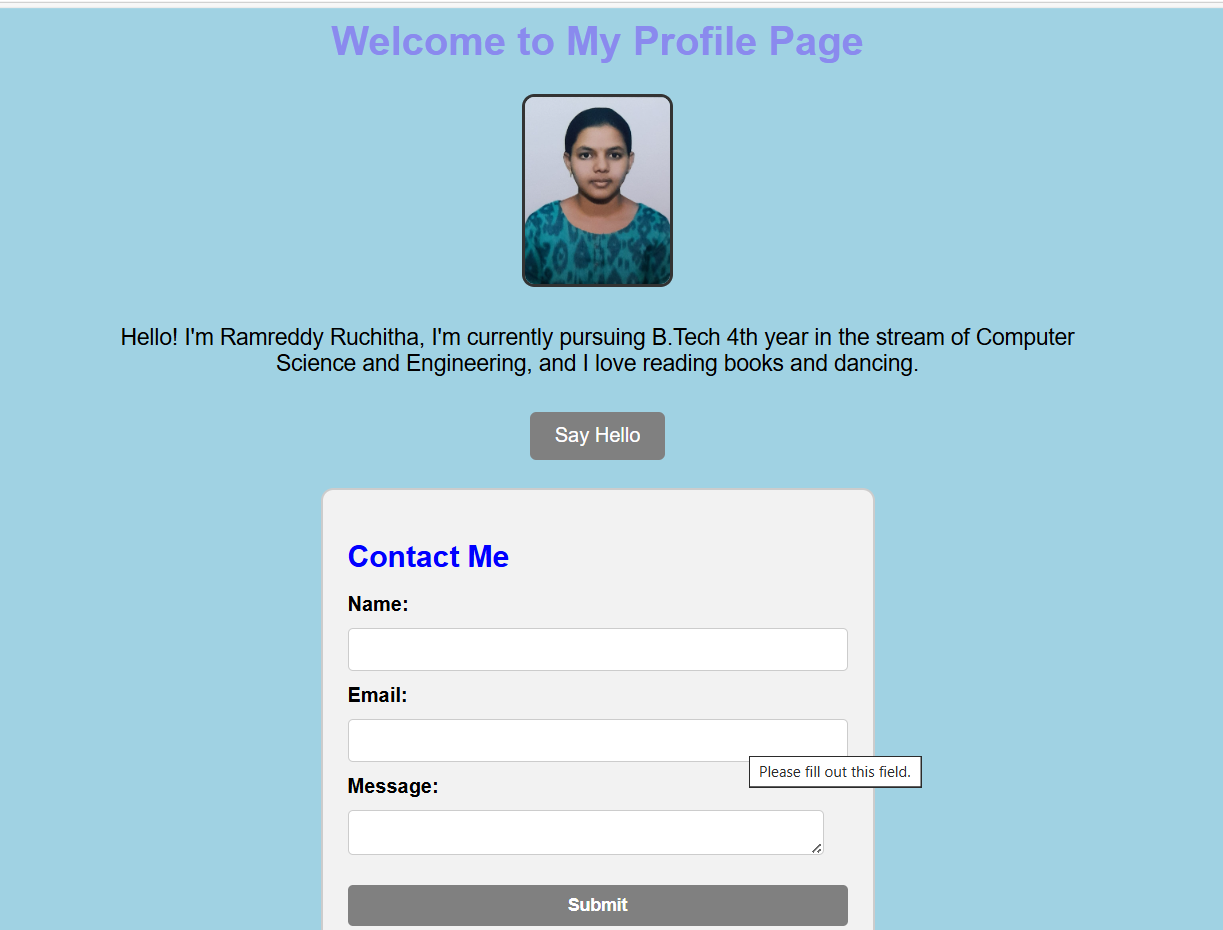 Welcome to My Profile Page
Hello! I'm Ramreddy Ruchitha, I'm currently pursuing B.Tech 4th year in the stream of Computer
Science and Engineering, and I love reading books and dancing.
Say Hello
Contact Me
Name:
Email:
Please fill out this field.
Message:
Submit